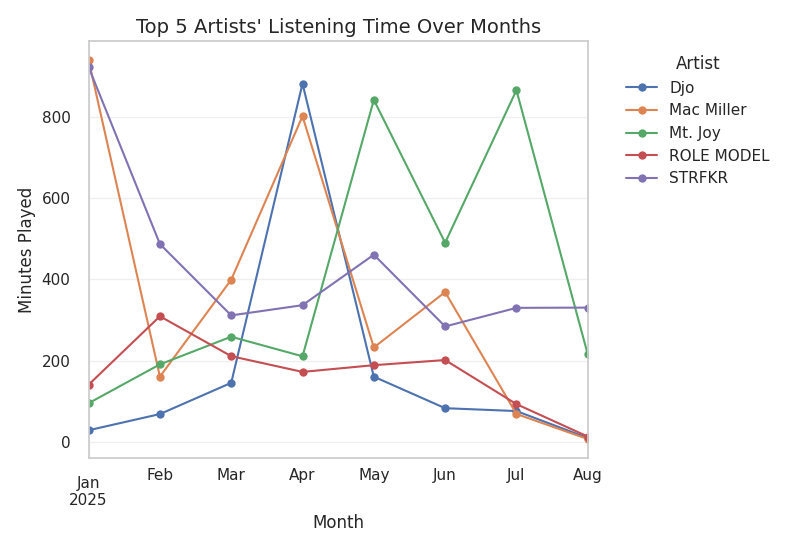 Top 5 Artists' Listening Time Over Months
Artist
Djo
Mac Miller
Mt. Joy
ROLE MODEL
STRFKR
Minutes Played
800
600
400
200
0
Jan
2025
Feb
Mar
Apr
May
Jun
Jul
Aug
Month